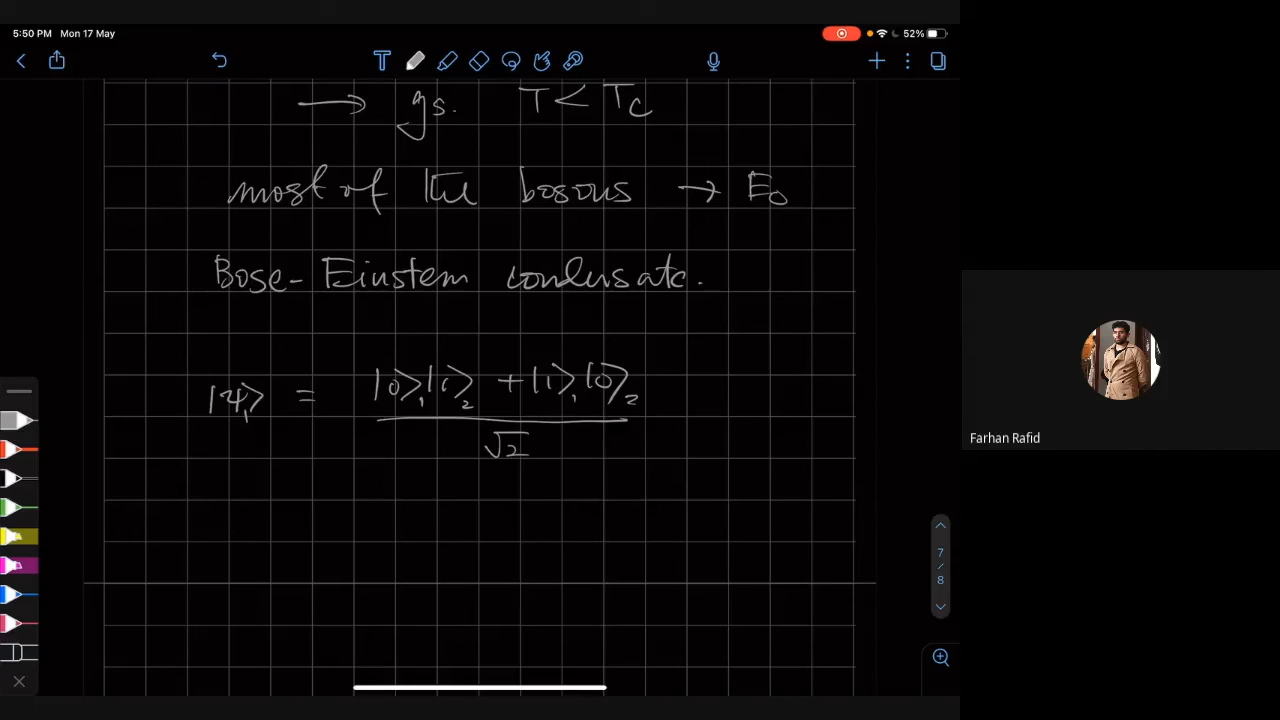 5:50 PM Mon 17 May
52%
→ gs. T < Tc
most of the bosons → E₀
Bose-Einstein condensate.
|Ψ₁⟩ = |0⟩₁|1⟩₂ + |1⟩₁|0⟩₂
√2
Farhan Rafid
7
/
8